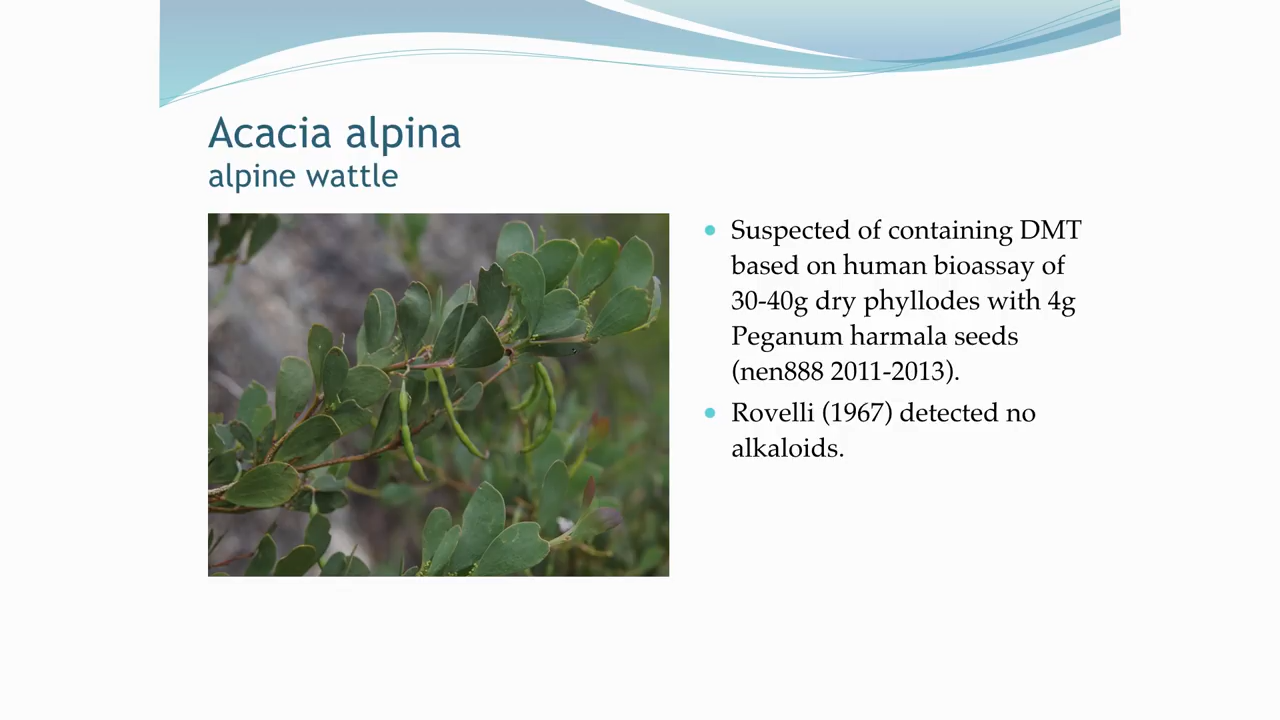 Acacia alpina
alpine wattle
Suspected of containing DMT
based on human bioassay of
30-40g dry phyllodes with 4g
Peganum harmala seeds
(nen888 2011-2013).
Rovelli (1967) detected no
alkaloids.